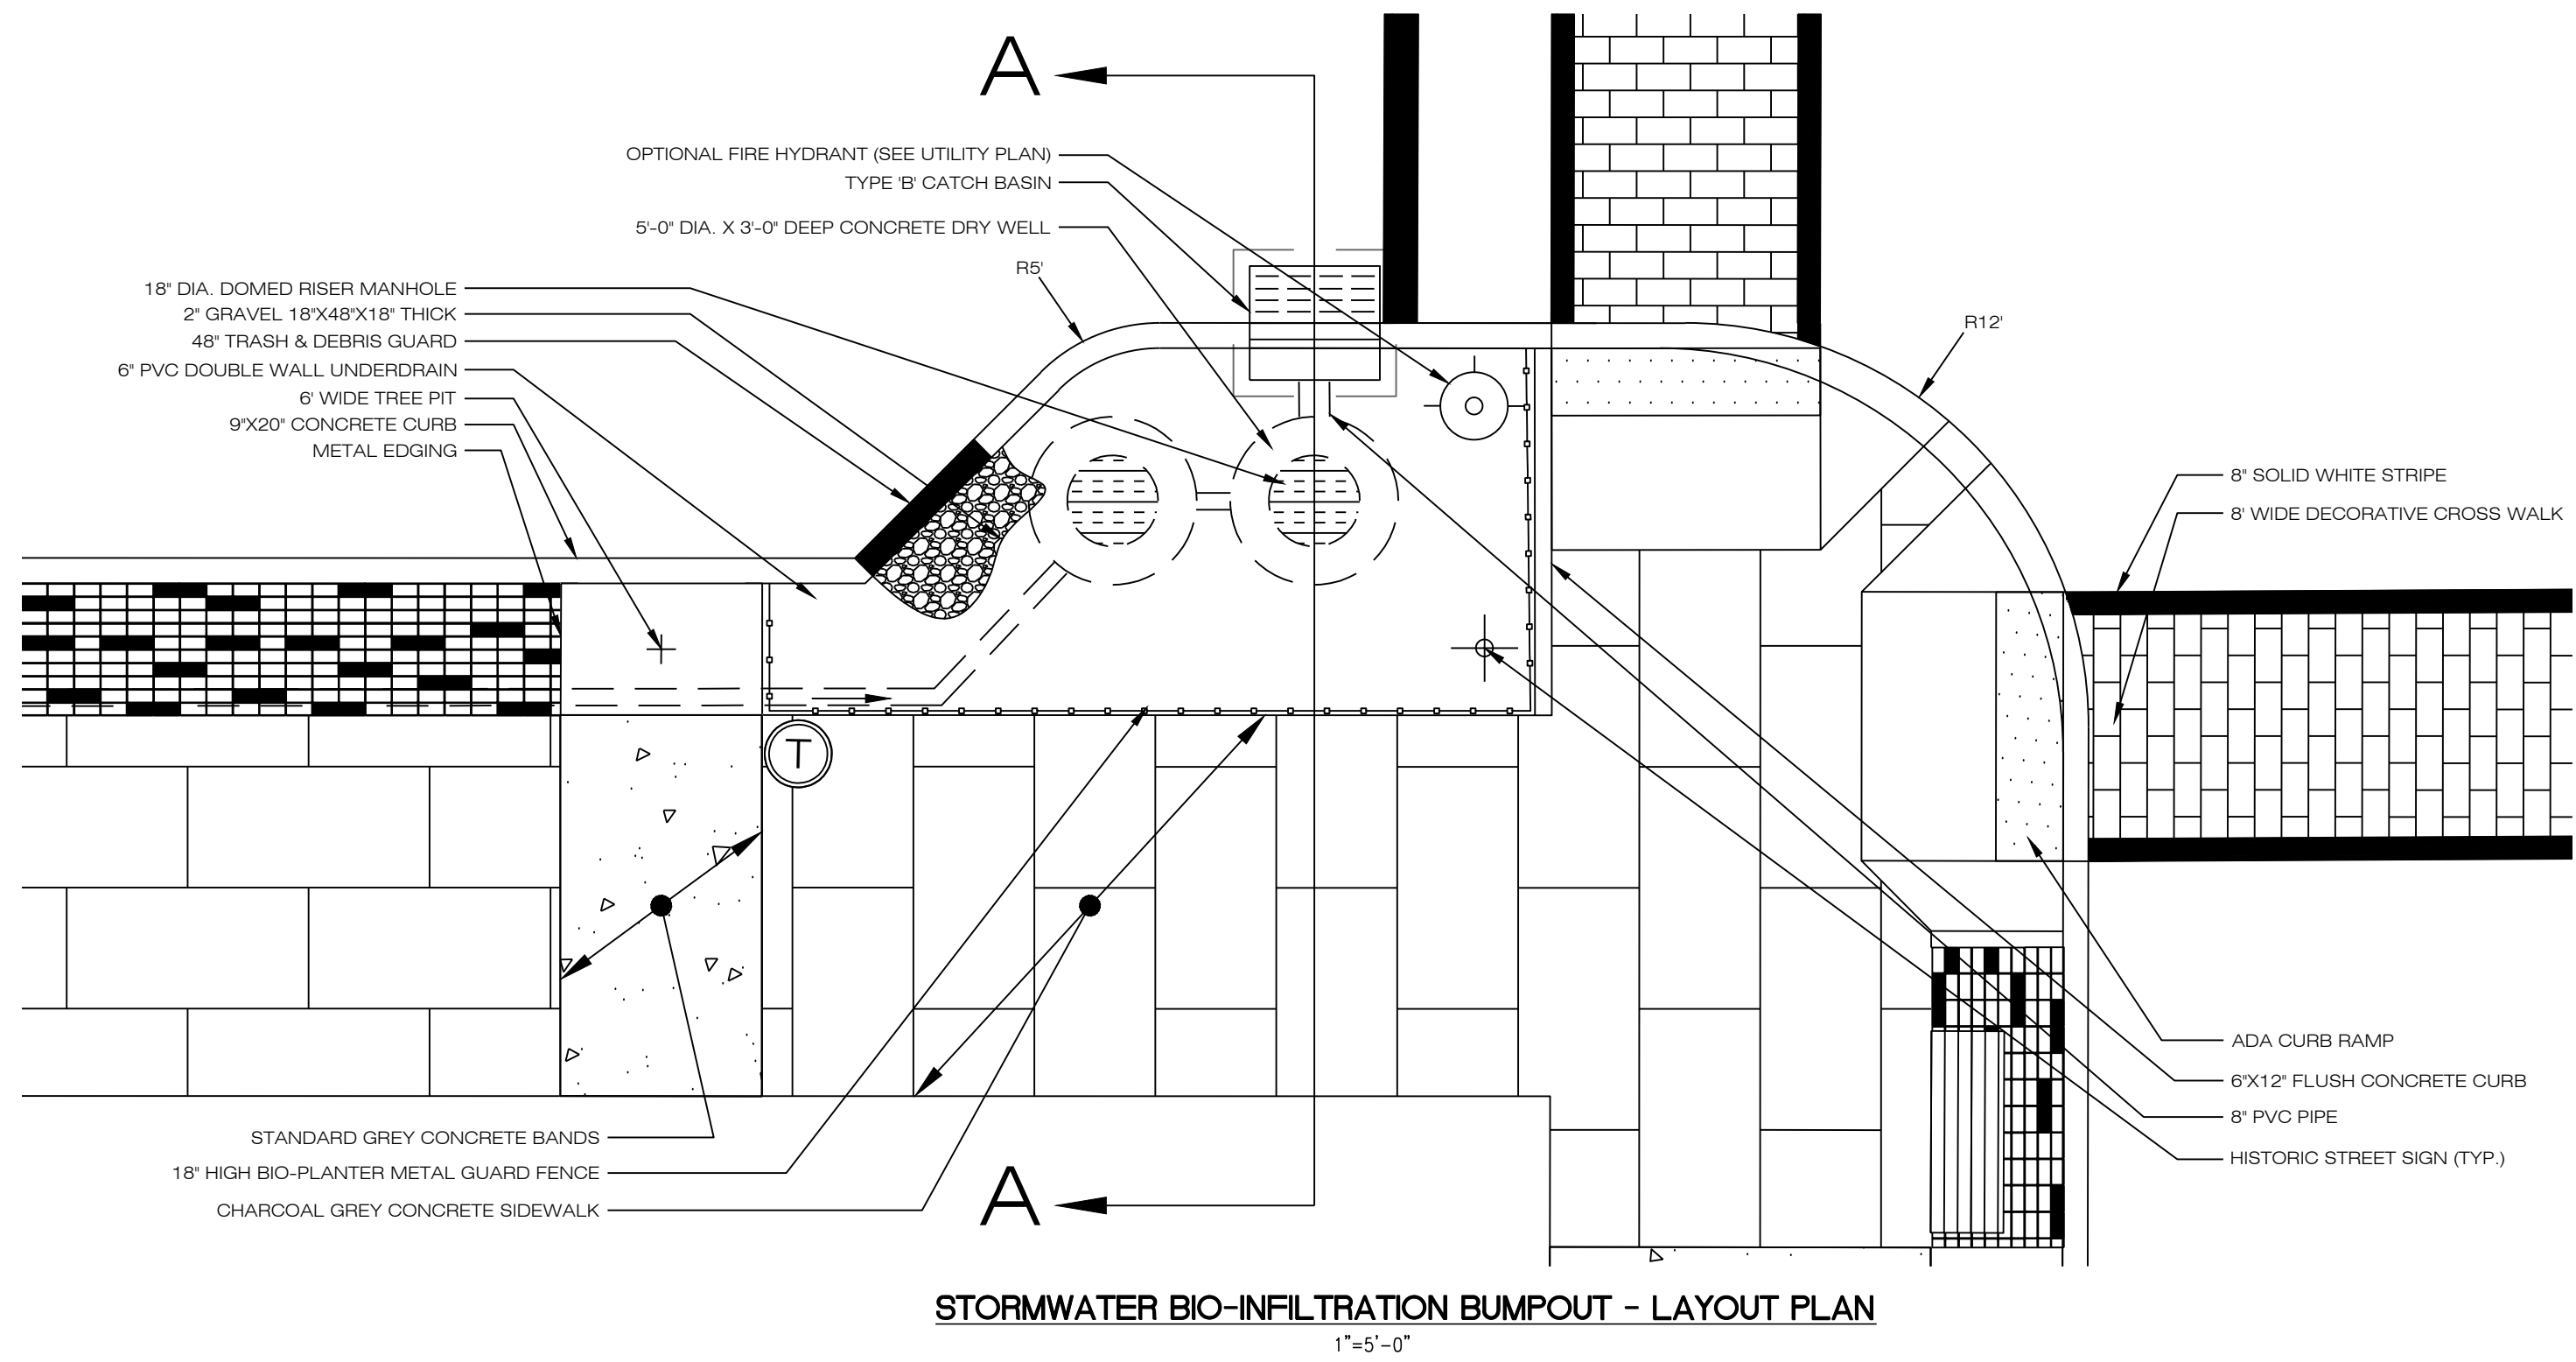 A
OPTIONAL FIRE HYDRANT (SEE UTILITY PLAN)
TYPE 'B' CATCH BASIN
5'-0" DIA. X 3'-0" DEEP CONCRETE DRY WELL
R5'
18" DIA. DOMED RISER MANHOLE
2" GRAVEL 18"X48"X18" THICK
48" TRASH & DEBRIS GUARD
6" PVC DOUBLE WALL UNDERDRAIN
6' WIDE TREE PIT
9"X20" CONCRETE CURB
METAL EDGING
R12'
8" SOLID WHITE STRIPE
8' WIDE DECORATIVE CROSS WALK
T
ADA CURB RAMP
6"X12" FLUSH CONCRETE CURB
8" PVC PIPE
HISTORIC STREET SIGN (TYP.)
STANDARD GREY CONCRETE BANDS
18" HIGH BIO-PLANTER METAL GUARD FENCE
CHARCOAL GREY CONCRETE SIDEWALK
A
STORMWATER BIO-INFILTRATION BUMPOUT - LAYOUT PLAN
1"=5'-0"